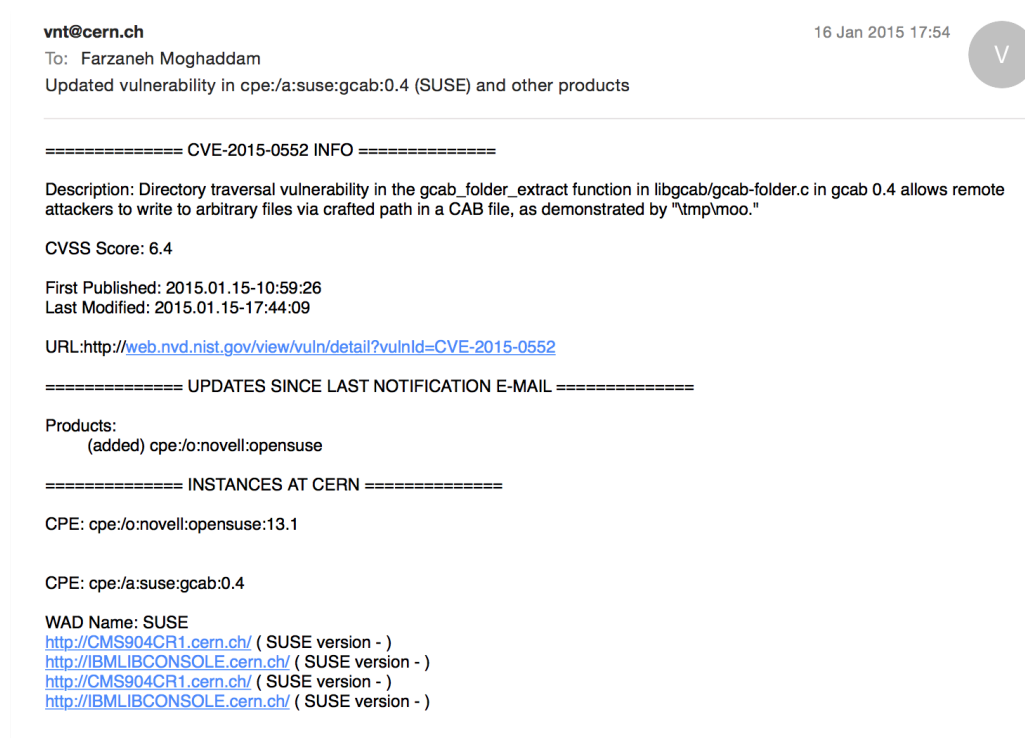 vnt@cern.ch
16 Jan 2015 17:54
V
To: Farzaneh Moghaddam
Updated vulnerability in cpe:/a:suse:gcab:0.4 (SUSE) and other products
============== CVE-2015-0552 INFO ==============
Description: Directory traversal vulnerability in the gcab_folder_extract function in libgcab/gcab-folder.c in gcab 0.4 allows remote
attackers to write to arbitrary files via crafted path in a CAB file, as demonstrated by "\tmp\moo."
CVSS Score: 6.4
First Published: 2015.01.15-10:59:26
Last Modified: 2015.01.15-17:44:09
URL:http://web.nvd.nist.gov/view/vuln/detail?vulnId=CVE-2015-0552
============== UPDATES SINCE LAST NOTIFICATION E-MAIL ==============
Products:
(added) cpe:/o:novell:opensuse
============== INSTANCES AT CERN ==============
CPE: cpe:/o:novell:opensuse:13.1
CPE: cpe:/a:suse:gcab:0.4
WAD Name: SUSE
http://CMS904CR1.cern.ch/ ( SUSE version - )
http://IBMLIBCONSOLE.cern.ch/ ( SUSE version - )
http://CMS904CR1.cern.ch/ ( SUSE version - )
http://IBMLIBCONSOLE.cern.ch/ ( SUSE version - )